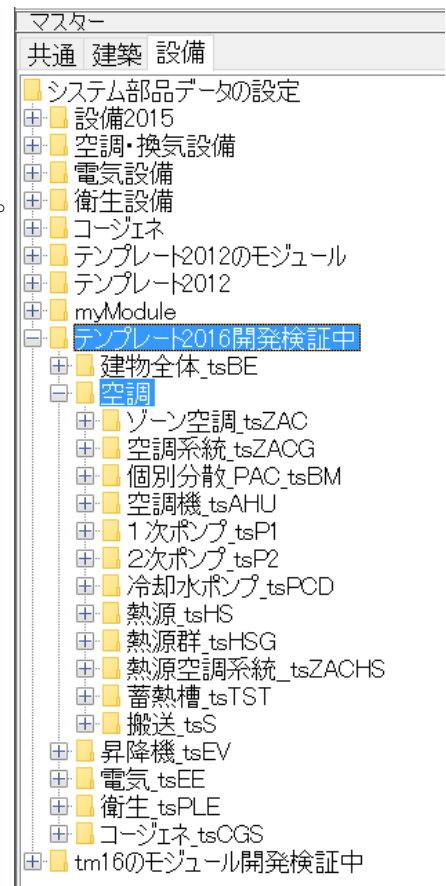 マスター
共通 建築 設備
システム部品データの設定
設備2015
空調・換気設備
電気設備
。
衛生設備
コージェネ
テンプレート2012のモジュール
テンプレート2012
myModule
テンプレート2016開発検証中
建物全体_tsBE
空調
ゾーン空調_tsZAC
空調系統_tsZACG
個別分散_PAC_tsBM
空調機_tsAHU
1次ポンプ_tsP1
2次ポンプ_tsP2
冷却水ポンプ_tsPCD
熱源_tsHS
熱源群_tsHSG
熱源空調系統_tsZACHS
蓄熱槽_tsTST
搬送_tsS
昇降機_tsEV
電気_tsEE
衛生_tsPLE
コージェネ_tsCGS
tm16のモジュール開発検証中